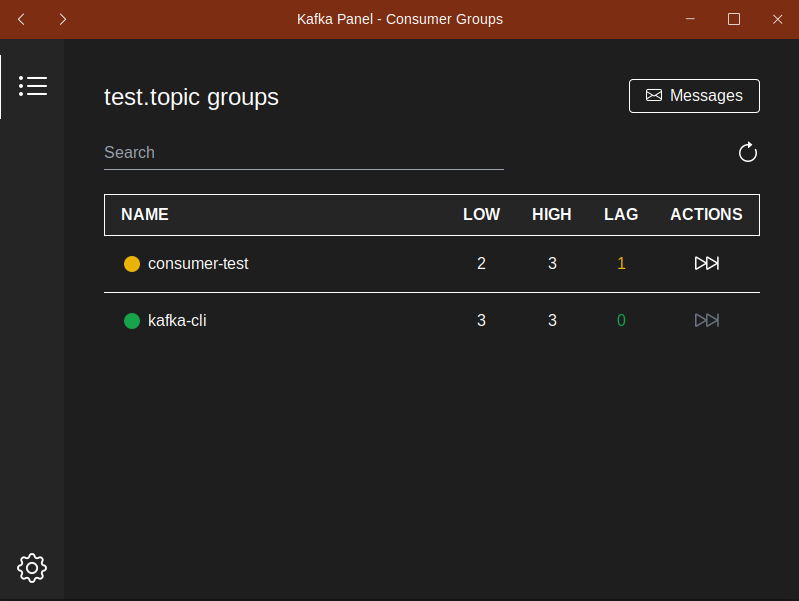 Kafka Panel - Consumer Groups
test.topic groups
Messages
Search
NAME LOW HIGH LAG ACTIONS
consumer-test 2 3 1
kafka-cli 3 3 0